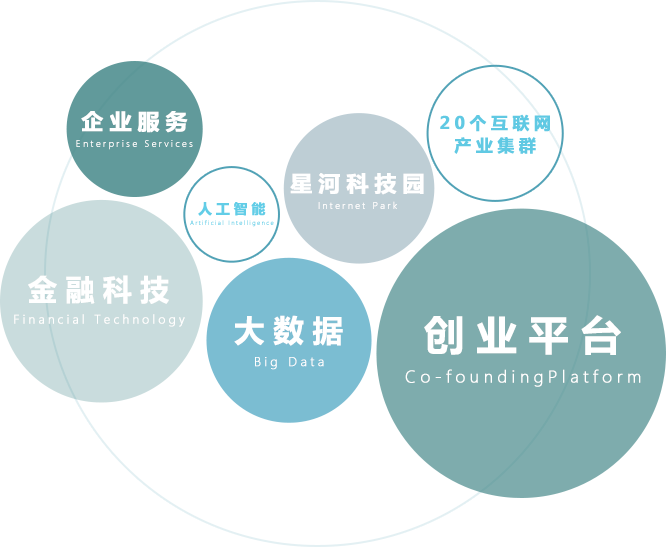 企业服务
Enterprise Services
20个互联网
产业集群
星河科技园
Internet Park
人工智能
Artificial Intelligence
金融科技
Financial Technology
大数据
Big Data
创业平台
Co-foundingPlatform